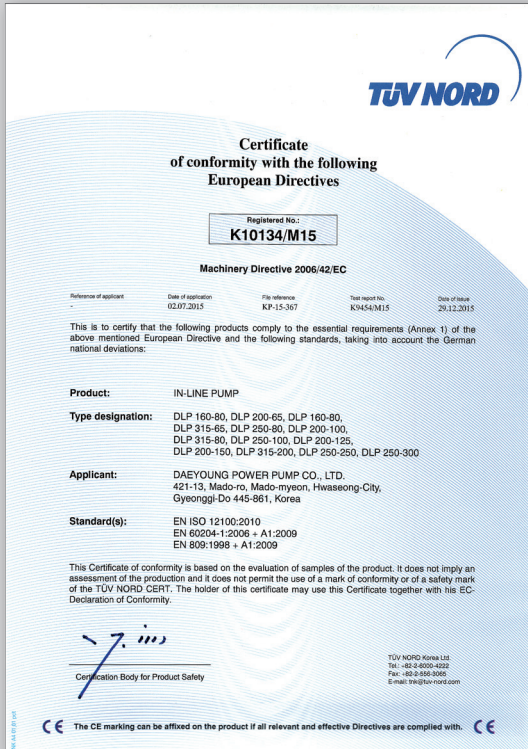 TÜV NORD
Certificate
of conformity with the following
European Directives
Registered No.:
K10134/M15
Machinery Directive 2006/42/EC
Reference of applicant Date of application File reference Test report No. Date of issue
- 02.07.2015 KP-15-367 K9454/M15 29.12.2015
This is to certify that the following products comply to the essential requirements (Annex 1) of the
above mentioned European Directive and the following standards, taking into account the German
national deviations:
Product: IN-LINE PUMP
Type designation: DLP 160-80, DLP 200-65, DLP 160-80,
DLP 315-65, DLP 250-80, DLP 200-100,
DLP 315-80, DLP 250-100, DLP 200-125,
DLP 200-150, DLP 315-200, DLP 250-250, DLP 250-300
Applicant: DAEYOUNG POWER PUMP CO., LTD.
421-13, Mado-ro, Mado-myeon, Hwaseong-City,
Gyeonggi-Do 445-861, Korea
Standard(s): EN ISO 12100:2010
EN 60204-1:2006 + A1:2009
EN 809:1998 + A1:2009
This Certificate of conformity is based on the evaluation of samples of the product. It does not imply an
assessment of the production and it does not permit the use of a mark of conformity or of a safety mark
of the TÜV NORD CERT. The holder of this certificate may use this Certificate together with his EC-
Declaration of Conformity.
Certification Body for Product Safety
TÜV NORD Korea Ltd.
Tel.: +82-2-6000-4222
Fax: +82-2-556-3065
E-mail: tnk@tuv-nord.com
CE The CE marking can be affixed on the product if all relevant and effective Directives are complied with. CE